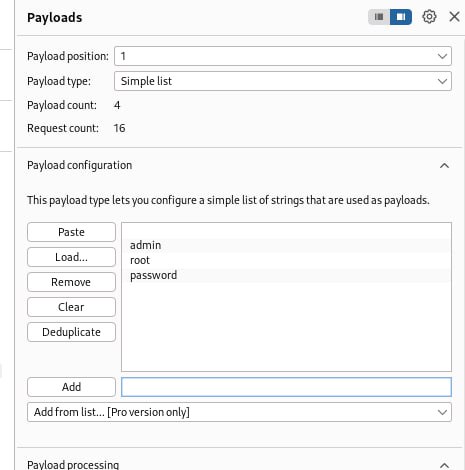 Payloads
Payload position: 1
Payload type: Simple list
Payload count: 4
Request count: 16
Payload configuration
This payload type lets you configure a simple list of strings that are used as payloads.
Paste
Load...
Remove
Clear
Deduplicate
admin
root
password
Add
Add from list... [Pro version only]
Payload processing